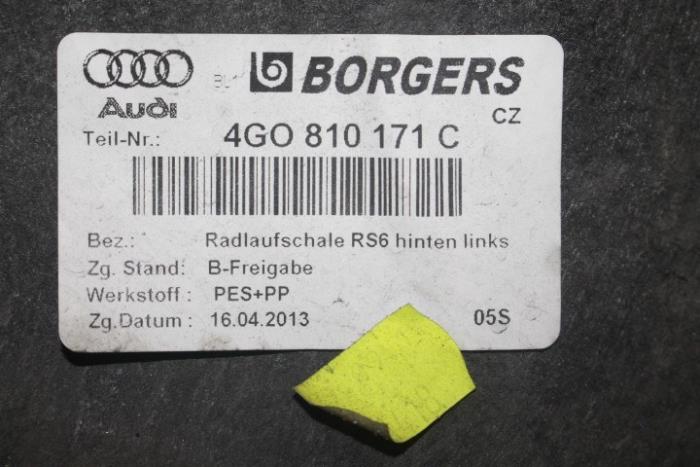 BORGERS
Audi
CZ
Teil-Nr.: 4GO 810 171 C
Bez.: Radlaufschale RS6 hinten links
Zg. Stand: B-Freigabe
Werkstoff : PES+PP
Zg.Datum : 16.04.2013 05S